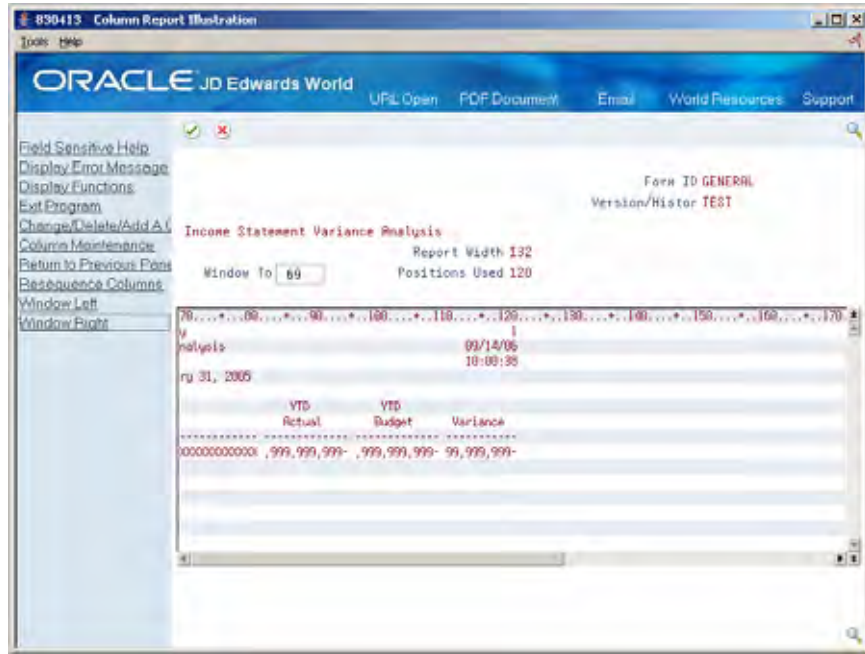 830413 Column Report Illustration
Tools Help
ORACLE JD Edwards World
URL Open PDF Document Email World Resources Support
Field Sensitive Help
Display Error Message
Display Functions
Exit Program
Change/Delete/Add A C
Column Maintenance
Return to Previous Pane
Resequence Columns
Window Left
Window Right
Form ID GENERAL
Version/Histor TEST
Income Statement Variance Analysis
Report Width 132
Window To 69 Positions Used 120
70....+...80....+...90....+..100....+..110....+..120....+..130....+..140....+..150....+..160....+..170
y 1
nalysis 09/14/06
10:00:38
ry 31, 2005
YTD YTD
Actual Budget Variance
------------ ------------- ------------- -----------
XXXXXXXXXXXX ,999,999,999- ,999,999,999- 99,999,999-